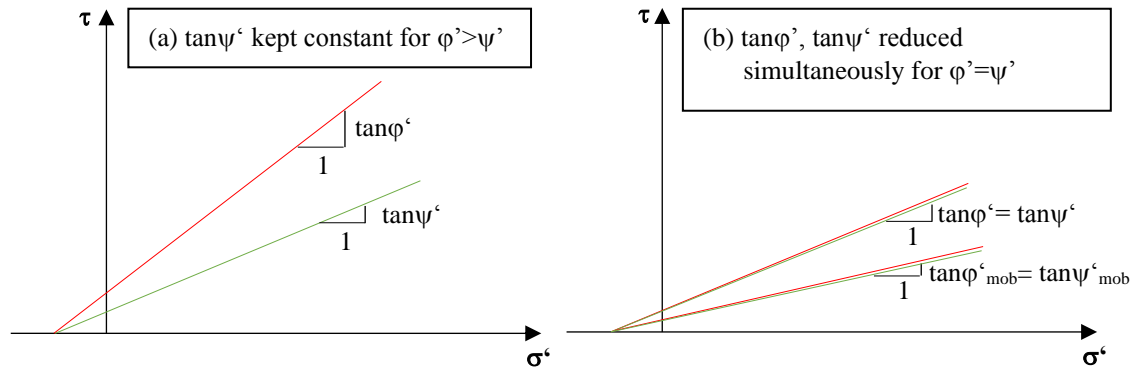 τ
(a) tanψ‘ kept constant for φ’>ψ’
tanφ‘
1
tanψ‘
1
σ‘
τ
(b) tanφ’, tanψ‘ reduced
simultaneously for φ’=ψ’
tanφ‘= tanψ‘
1
tanφ‘mob= tanψ‘mob
1
σ‘